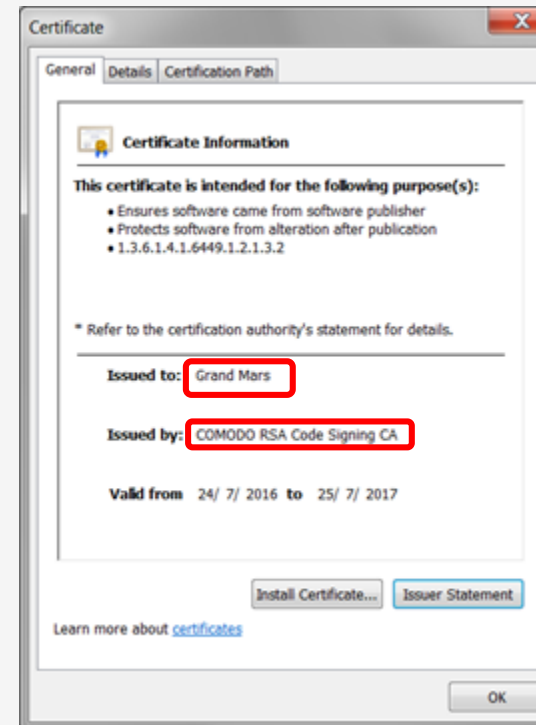 Certificate
General Details Certification Path
Certificate Information
This certificate is intended for the following purpose(s):
• Ensures software came from software publisher
• Protects software from alteration after publication
• 1.3.6.1.4.1.6449.1.2.1.3.2
* Refer to the certification authority's statement for details.
Issued to: Grand Mars
Issued by: COMODO RSA Code Signing CA
Valid from 24/ 7/ 2016 to 25/ 7/ 2017
Install Certificate... Issuer Statement
Learn more about certificates
OK